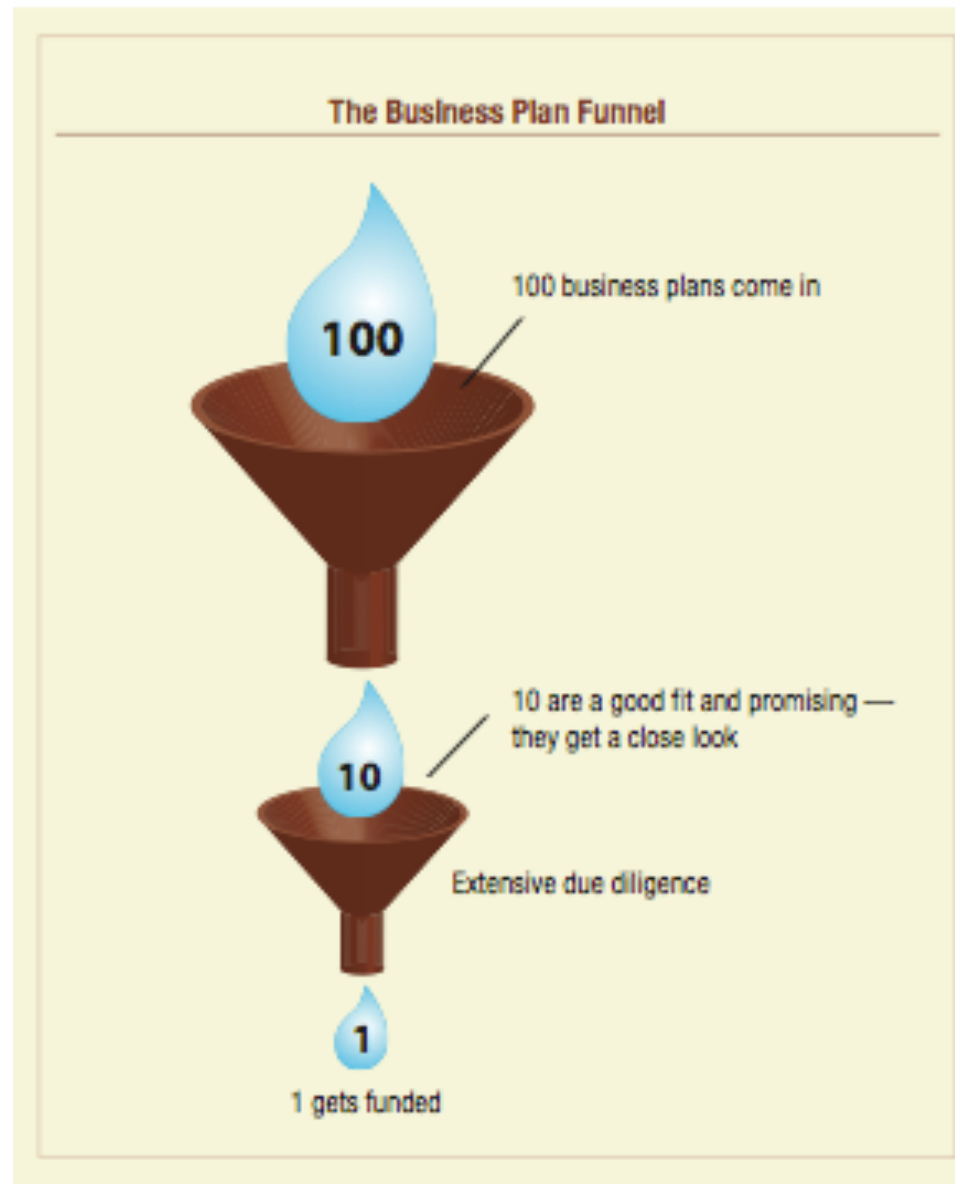 The Business Plan Funnel
100
100 business plans come in
10 are a good fit and promising —
they get a close look
10
Extensive due diligence
1
1 gets funded